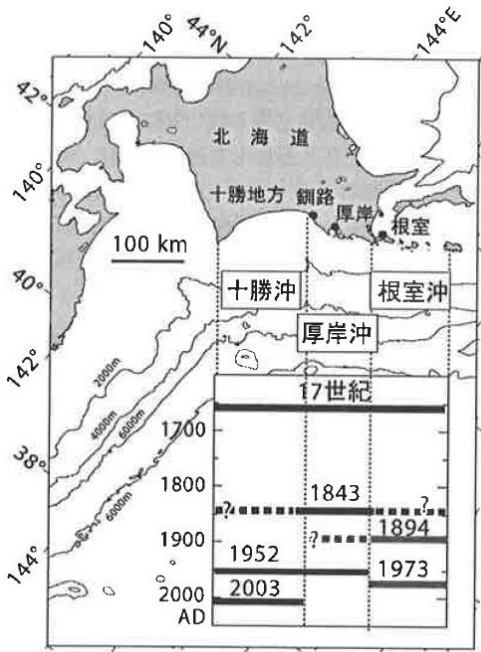 140°
44°N
142°
144°E
42°
140°
40°
142°
38°
144°
北海道
十勝地方 釧路
厚岸
根室
100 km
十勝沖
根室沖
厚岸沖
2000m
4000m
6000m
6000m
17世紀
1700
1800
1843
?
?
1894
1900
?
1952
1973
2003
2000
AD